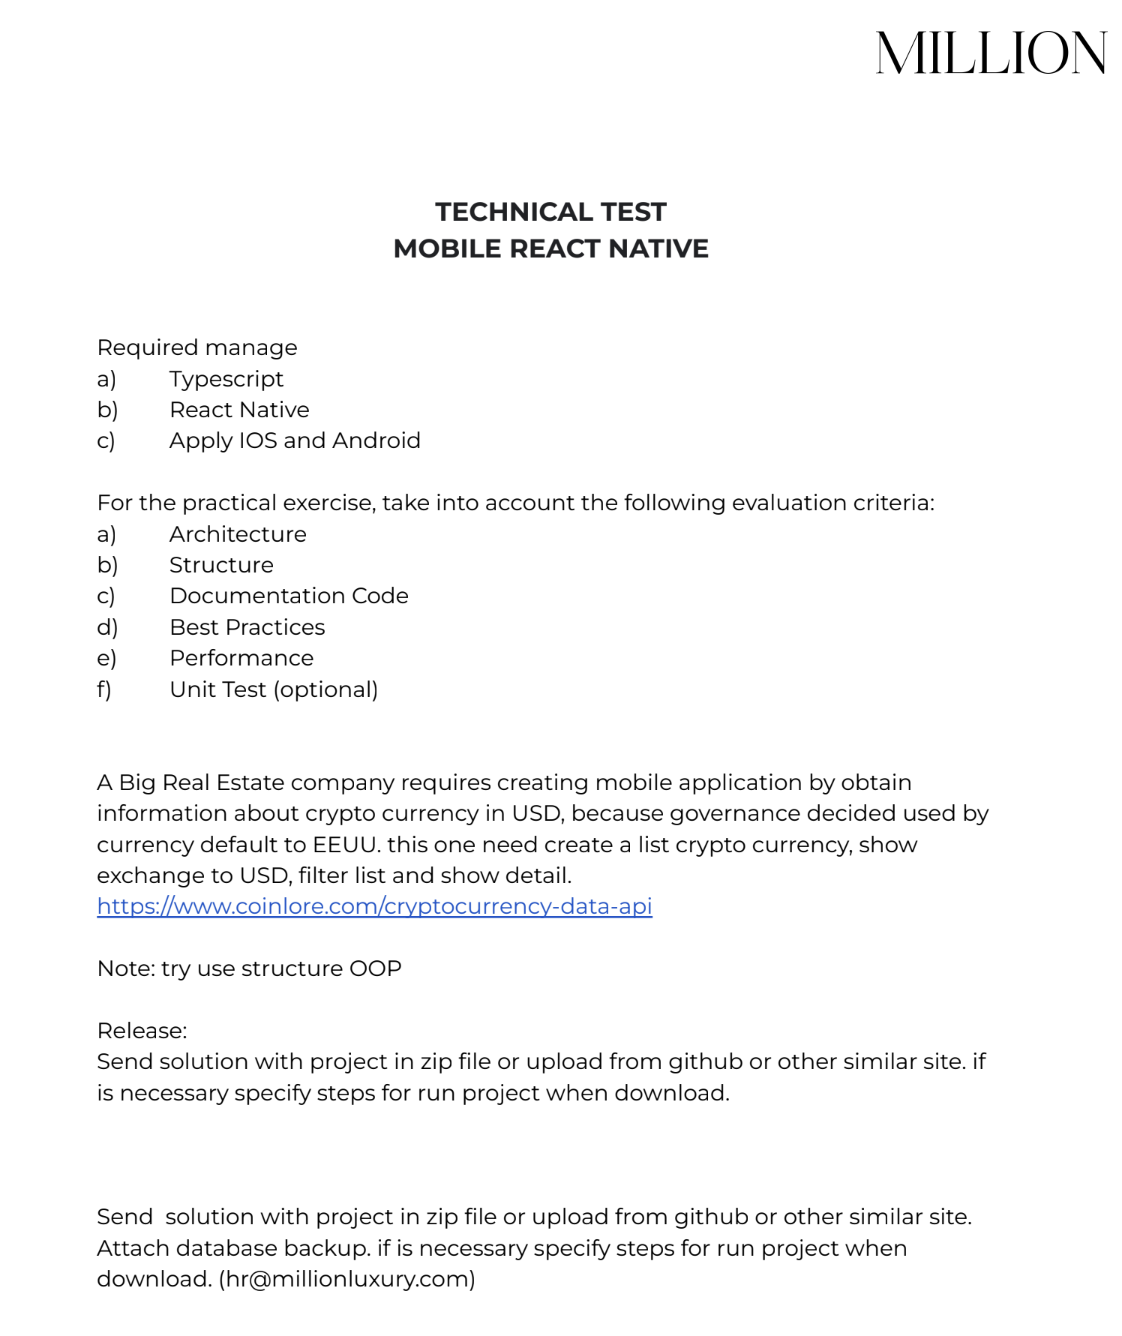 MILLION
TECHNICAL TEST
MOBILE REACT NATIVE
Required manage
a) Typescript
b) React Native
c) Apply IOS and Android
For the practical exercise, take into account the following evaluation criteria:
a) Architecture
b) Structure
c) Documentation Code
d) Best Practices
e) Performance
f) Unit Test (optional)
A Big Real Estate company requires creating mobile application by obtain
information about crypto currency in USD, because governance decided used by
currency default to EEUU. this one need create a list crypto currency, show
exchange to USD, filter list and show detail.
https://www.coinlore.com/cryptocurrency-data-api
Note: try use structure OOP
Release:
Send solution with project in zip file or upload from github or other similar site. if
is necessary specify steps for run project when download.
Send  solution with project in zip file or upload from github or other similar site.
Attach database backup. if is necessary specify steps for run project when
download. (hr@millionluxury.com)